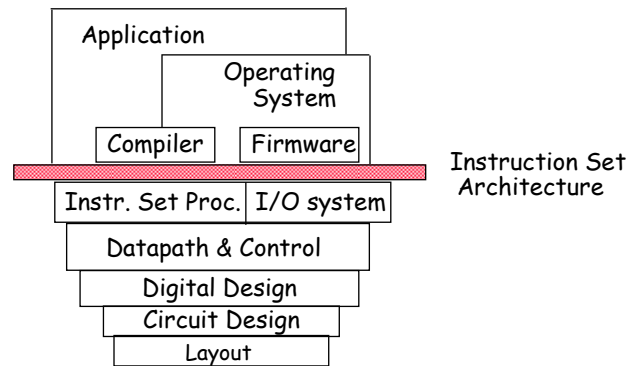 Application
Operating
System
Compiler
Firmware
Instruction Set
Architecture
Instr. Set Proc.
I/O system
Datapath & Control
Digital Design
Circuit Design
Layout